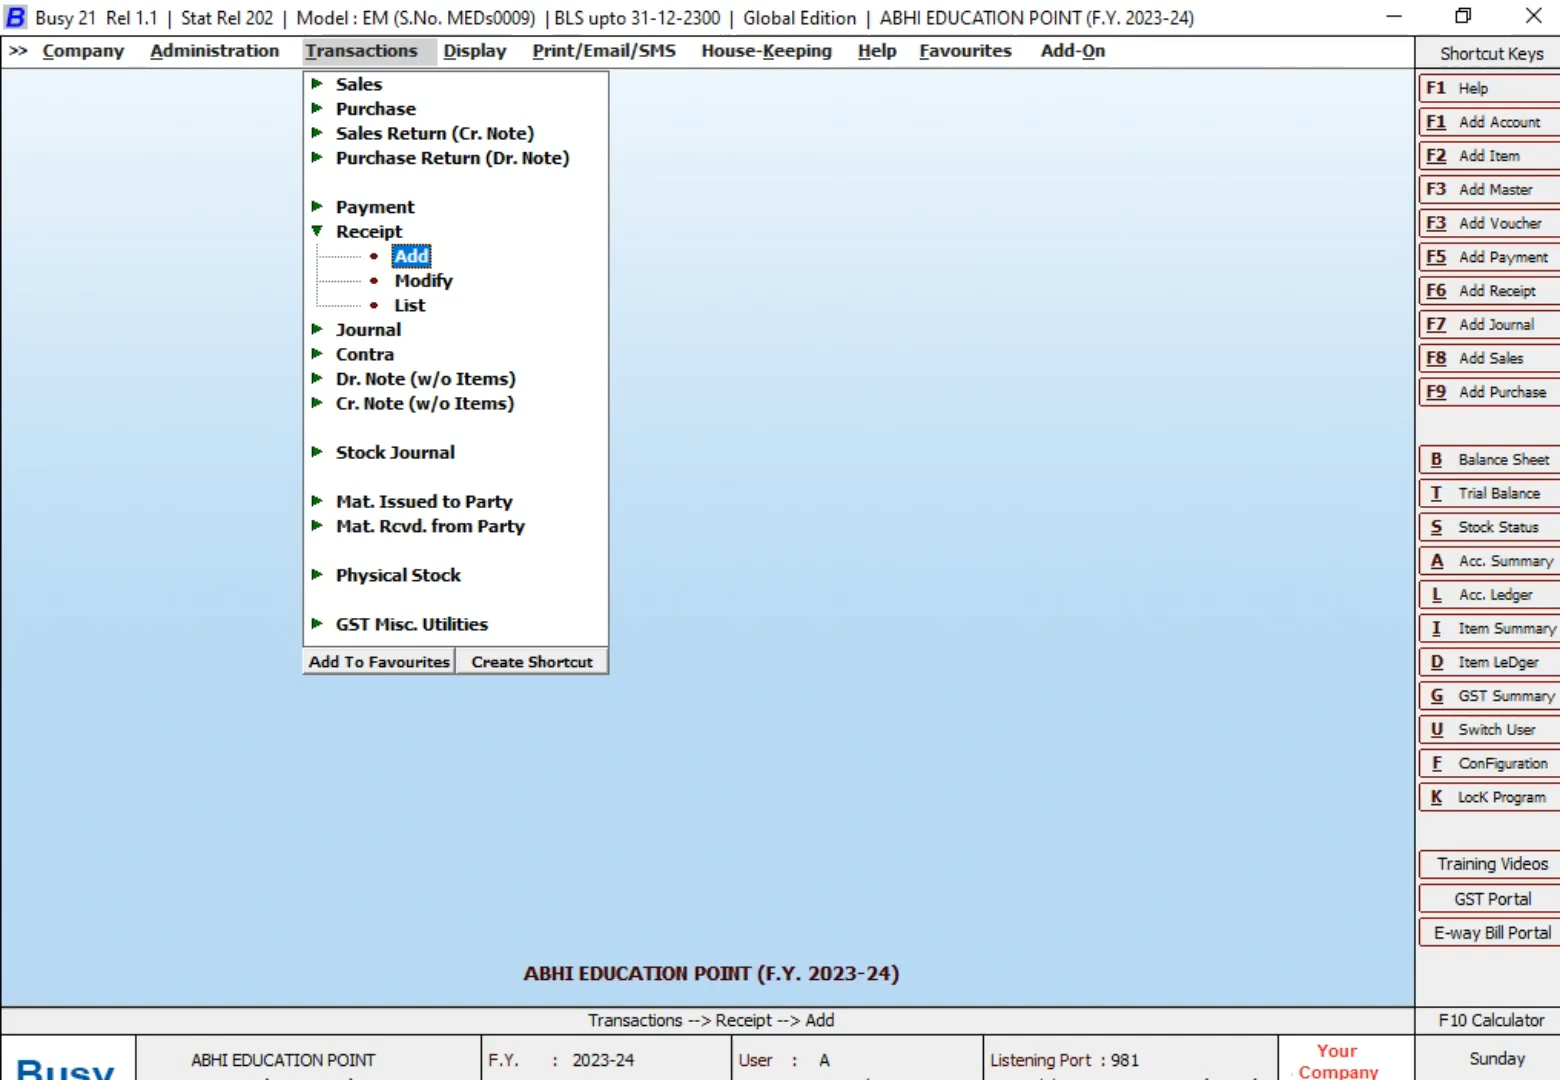 B Busy 21 Rel 1.1 | Stat Rel 202 | Model : EM (S.No. MEDs0009) | BLS upto 31-12-2300 | Global Edition | ABHI EDUCATION POINT (F.Y. 2023-24)
>> Company Administration Transactions Display Print/Email/SMS House-Keeping Help Favourites Add-On
Sales
Purchase
Sales Return (Cr. Note)
Purchase Return (Dr. Note)
Payment
Receipt
Add
Modify
List
Journal
Contra
Dr. Note (w/o Items)
Cr. Note (w/o Items)
Stock Journal
Mat. Issued to Party
Mat. Rcvd. from Party
Physical Stock
GST Misc. Utilities
Add To Favourites Create Shortcut
Shortcut Keys
F1 Help
F1 Add Account
F2 Add Item
F3 Add Master
F3 Add Voucher
F5 Add Payment
F6 Add Receipt
F7 Add Journal
F8 Add Sales
F9 Add Purchase
B Balance Sheet
T Trial Balance
S Stock Status
A Acc. Summary
L Acc. Ledger
I Item Summary
D Item LeDger
G GST Summary
U Switch User
F ConFiguration
K LocK Program
Training Videos
GST Portal
E-way Bill Portal
ABHI EDUCATION POINT (F.Y. 2023-24)
Transactions --> Receipt --> Add
F10 Calculator
Busy
ABHI EDUCATION POINT
F.Y. : 2023-24
User : A
Listening Port : 981
Your
Company
Sunday